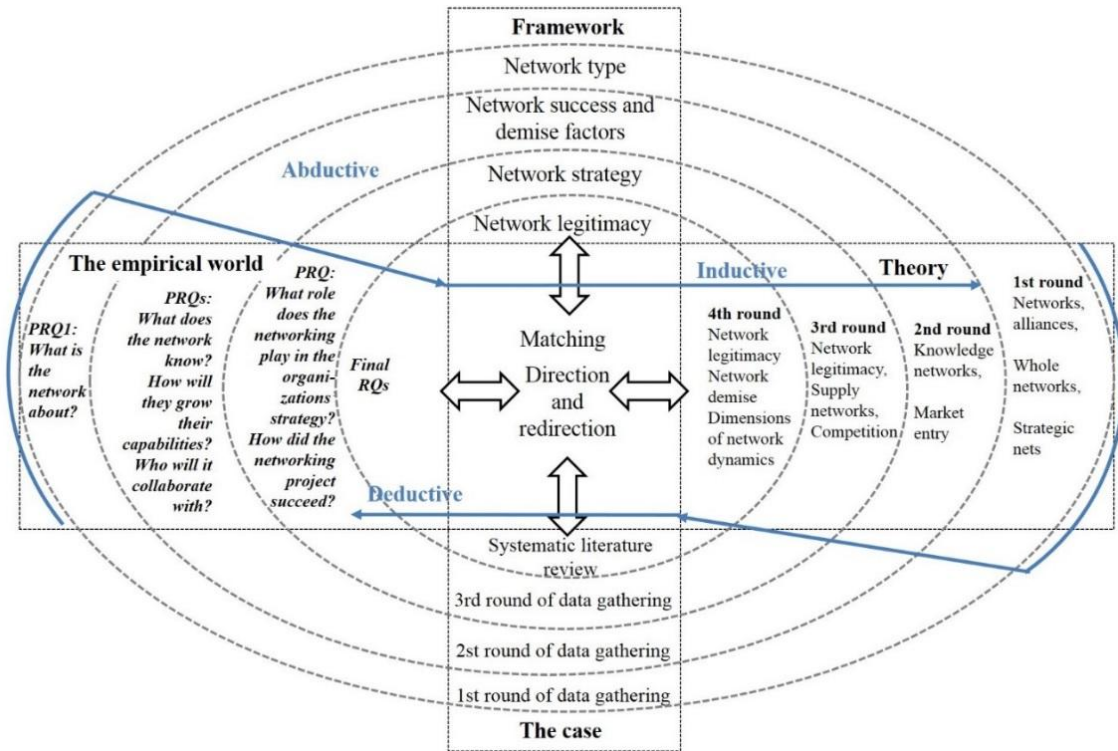 Framework
Network type
Network success and
demise factors
Abductive
Network strategy
Network legitimacy
The empirical world
PRQ1:
What is
the
network
about?
PRQs:
What does
the network
know?
How will
they grow
their
capabilities?
Who will it
collaborate
with?
PRQ:
What role
does the
networking
play in the
organi-
zations
strategy?
How did the
networking
project
succeed?
Final
RQs
Matching
Direction
and
redirection
Inductive
Theory
4th round
Network
legitimacy
Network
demise
Dimensions
of network
dynamics
3rd round
Network
legitimacy,
Supply
networks,
Competition
2nd round
Knowledge
networks,
Market
entry
1st round
Networks,
alliances,
Whole
networks,
Strategic
nets
Deductive
Systematic literature
review
3rd round of data gathering
2st round of data gathering
1st round of data gathering
The case